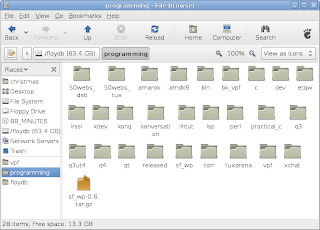 programming - File Browser
File Edit View Go Bookmarks Help
Back Forward Up Stop Reload Home Computer Search
/floydb (63.4 GB) programming 100% View as Icons
Places
christmas
Desktop
File System
Floppy Drive
88_MINUTES
/floydb (63.4 GB)
Network Servers
Trash
vpf
programming
floydb
50webs_deb 50webs_tux amarok amdk6 bin bk_vpf c dev etqw
irssi kdev konq konversation lincut lsp perl practical_c q3
q3ut4 q4 qt released sf_wp torr tuxarena vpf xchat
sf_wp-0.6.tar.gz
28 items, Free space: 13.3 GB